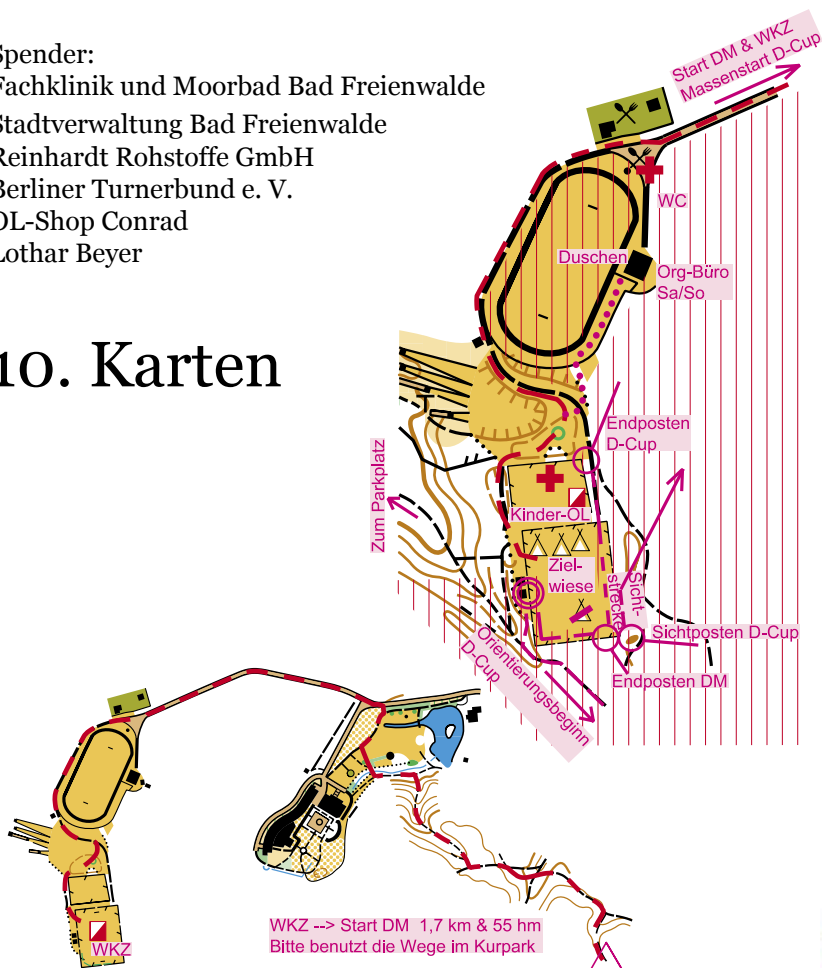 Spender:
Fachklinik und Moorbad Bad Freienwalde
Stadtverwaltung Bad Freienwalde
Reinhardt Rohstoffe GmbH
Berliner Turnerbund e. V.
OL-Shop Conrad
Lothar Beyer
10. Karten
Start DM & WKZ
Massenstart D-Cup
WC
Duschen
Org-Büro
Sa/So
Endposten
D-Cup
Zum Parkplatz
Kinder-OL
Ziel-
wiese
Sicht-
strecke
Sichtposten D-Cup
Endposten DM
Orientierungsbeginn
D-Cup
WKZ
WKZ --> Start DM 1,7 km & 55 hm
Bitte benutzt die Wege im Kurpark